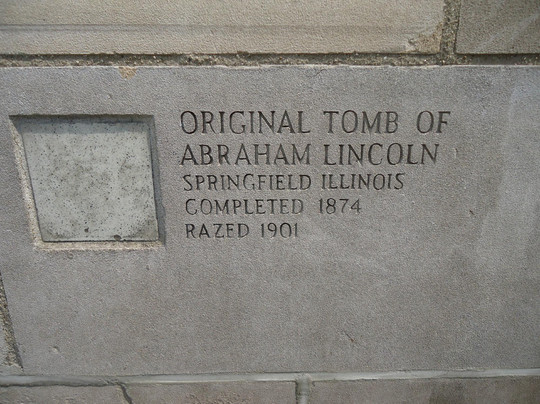 ORIGINAL TOMB OF
ABRAHAM LINCOLN
SPRINGFIELD ILLINOIS
COMPLETED 1874
RAZED 1901